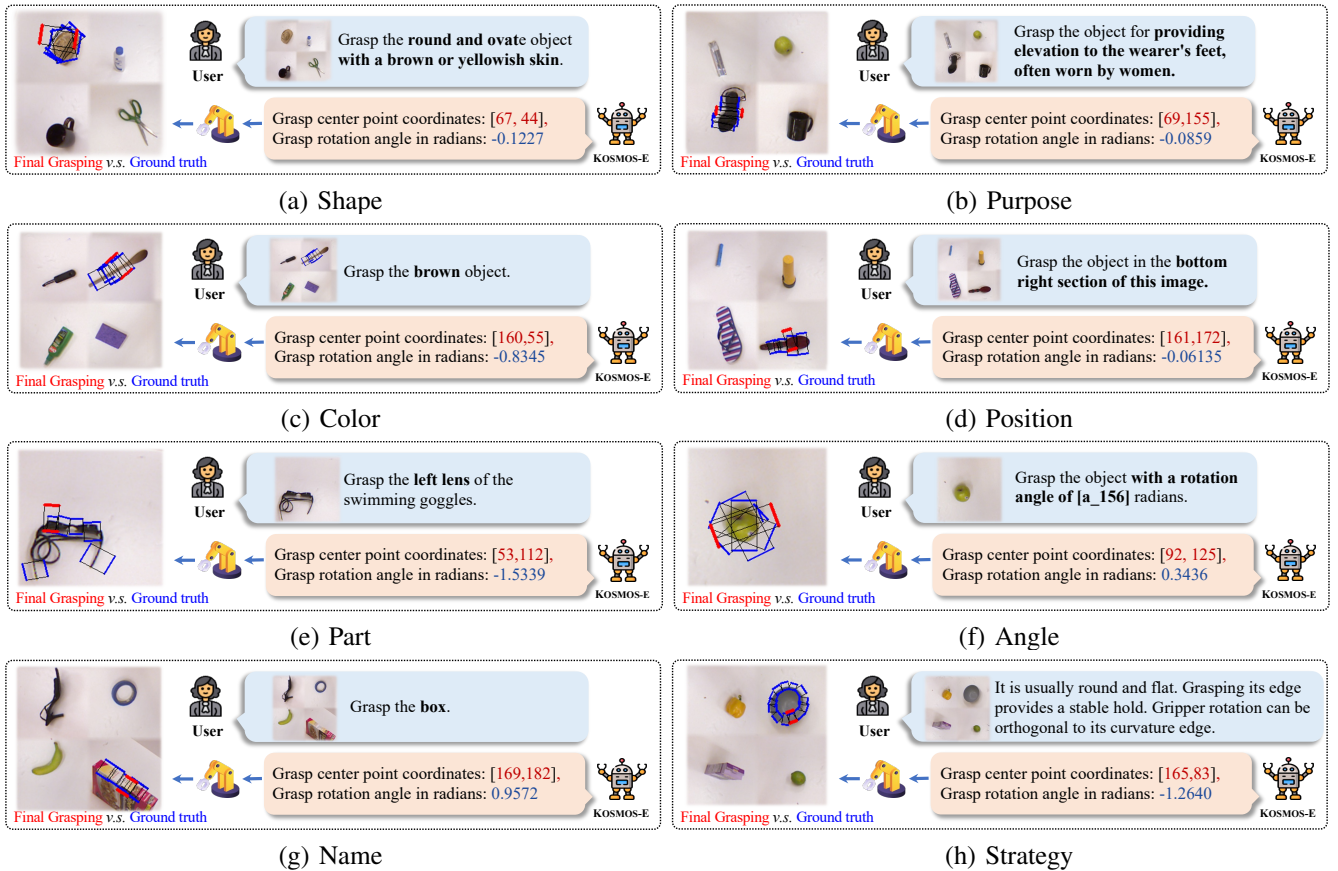 Grasp the round and ovate object
with a brown or yellowish skin.
User
Grasp center point coordinates: [67, 44],
Grasp rotation angle in radians: -0.1227
KOSMOS-E
Final Grasping v.s. Ground truth
(a) Shape
Grasp the object for providing
elevation to the wearer's feet,
often worn by women.
User
Grasp center point coordinates: [69,155],
Grasp rotation angle in radians: -0.0859
KOSMOS-E
Final Grasping v.s. Ground truth
(b) Purpose
Grasp the brown object.
User
Grasp center point coordinates: [160,55],
Grasp rotation angle in radians: -0.8345
KOSMOS-E
Final Grasping v.s. Ground truth
(c) Color
Grasp the object in the bottom
right section of this image.
User
Grasp center point coordinates: [161,172],
Grasp rotation angle in radians: -0.06135
KOSMOS-E
Final Grasping v.s. Ground truth
(d) Position
Grasp the left lens of the
swimming goggles.
User
Grasp center point coordinates: [53,112],
Grasp rotation angle in radians: -1.5339
KOSMOS-E
Final Grasping v.s. Ground truth
(e) Part
Grasp the object with a rotation
angle of [a_156] radians.
User
Grasp center point coordinates: [92, 125],
Grasp rotation angle in radians: 0.3436
KOSMOS-E
Final Grasping v.s. Ground truth
(f) Angle
Grasp the box.
User
Grasp center point coordinates: [169,182],
Grasp rotation angle in radians: 0.9572
KOSMOS-E
Final Grasping v.s. Ground truth
(g) Name
It is usually round and flat. Grasping its edge
provides a stable hold. Gripper rotation can be
orthogonal to its curvature edge.
User
Grasp center point coordinates: [165,83],
Grasp rotation angle in radians: -1.2640
KOSMOS-E
Final Grasping v.s. Ground truth
(h) Strategy